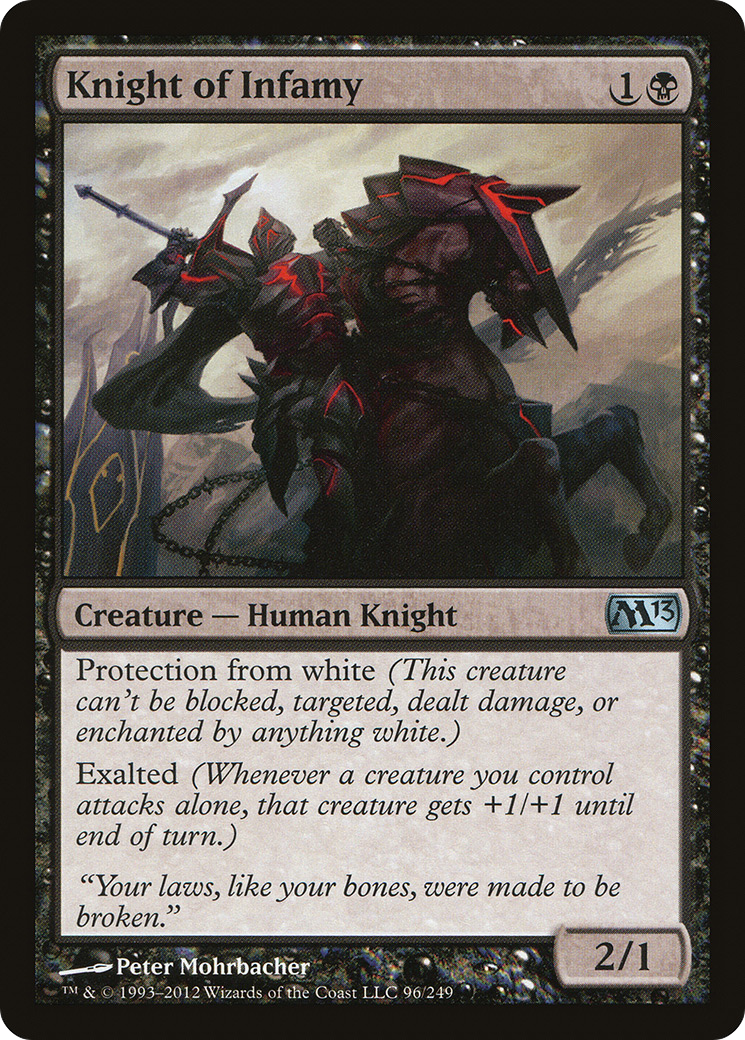 Knight of Infamy 1
Creature — Human Knight M13
Protection from white (This creature
can't be blocked, targeted, dealt damage, or
enchanted by anything white.)
Exalted (Whenever a creature you control
attacks alone, that creature gets +1/+1 until
end of turn.)
“Your laws, like your bones, were made to be
broken.”
2/1
Peter Mohrbacher
™ & © 1993–2012 Wizards of the Coast LLC 96/249